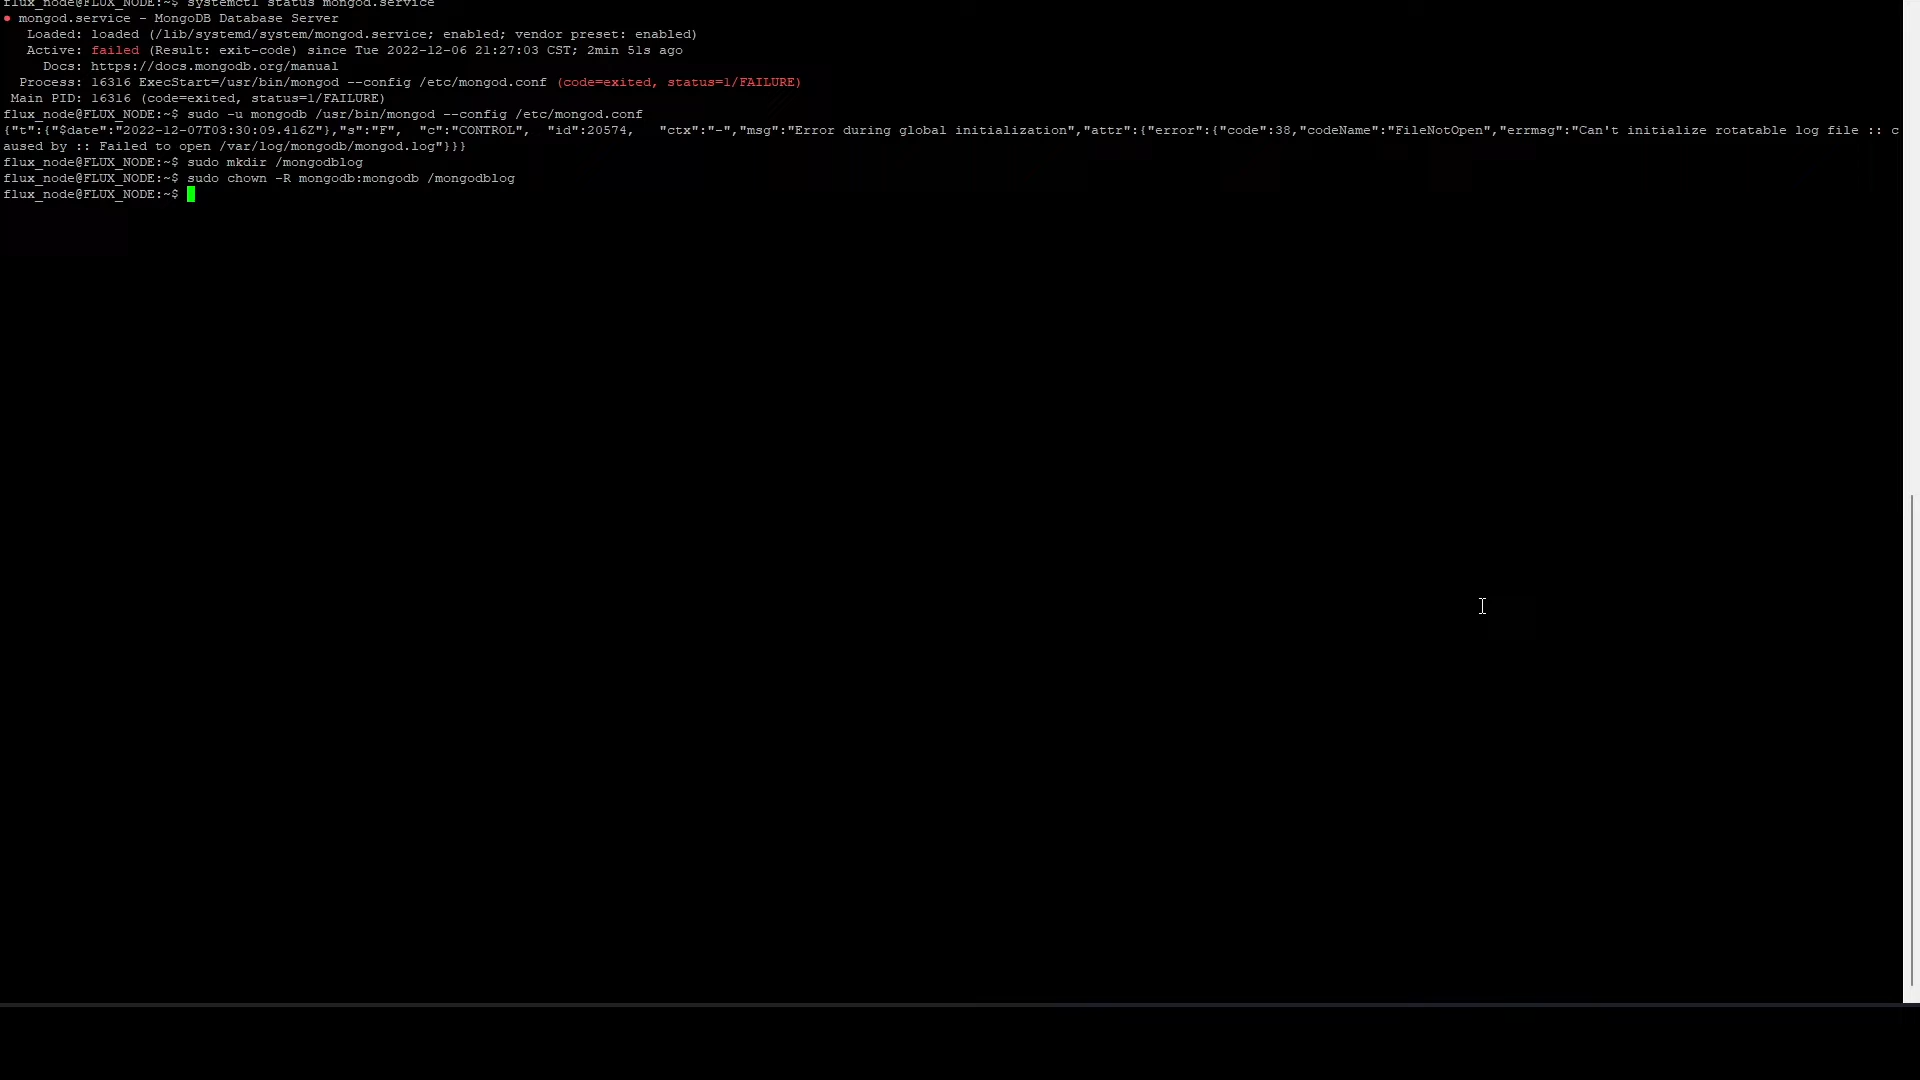 flux_node@FLUX_NODE:~$ systemctl status mongod.service
● mongod.service - MongoDB Database Server
   Loaded: loaded (/lib/systemd/system/mongod.service; enabled; vendor preset: enabled)
   Active: failed (Result: exit-code) since Tue 2022-12-06 21:27:03 CST; 2min 51s ago
     Docs: https://docs.mongodb.org/manual
  Process: 16316 ExecStart=/usr/bin/mongod --config /etc/mongod.conf (code=exited, status=1/FAILURE)
 Main PID: 16316 (code=exited, status=1/FAILURE)
flux_node@FLUX_NODE:~$ sudo -u mongodb /usr/bin/mongod --config /etc/mongod.conf
{"t":{"$date":"2022-12-07T03:30:09.416Z"},"s":"F",  "c":"CONTROL",  "id":20574,   "ctx":"-","msg":"Error during global initialization","attr":{"error":{"code":38,"codeName":"FileNotOpen","errmsg":"Can't initialize rotatable log file :: c
aused by :: Failed to open /var/log/mongodb/mongod.log"}}}
flux_node@FLUX_NODE:~$ sudo mkdir /mongodblog
flux_node@FLUX_NODE:~$ sudo chown -R mongodb:mongodb /mongodblog
flux_node@FLUX_NODE:~$